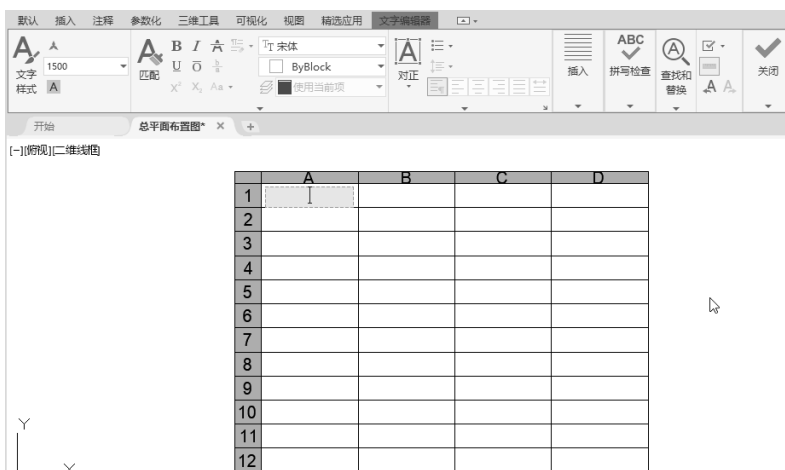 默认 插入 注释 参数化 三维工具 可视化 视图 精选应用 文字编辑器
文字样式 1500 A 匹配 B I U O X² X₂ Aa 宋体 ByBlock 使用当前项 对正 插入 ABC 拼写检查 查找和替换 关闭
开始 总平面布置图* × +
[-][俯视][二维线框]
A B C D
1
2
3
4
5
6
7
8
9
10
11
12
Y
X